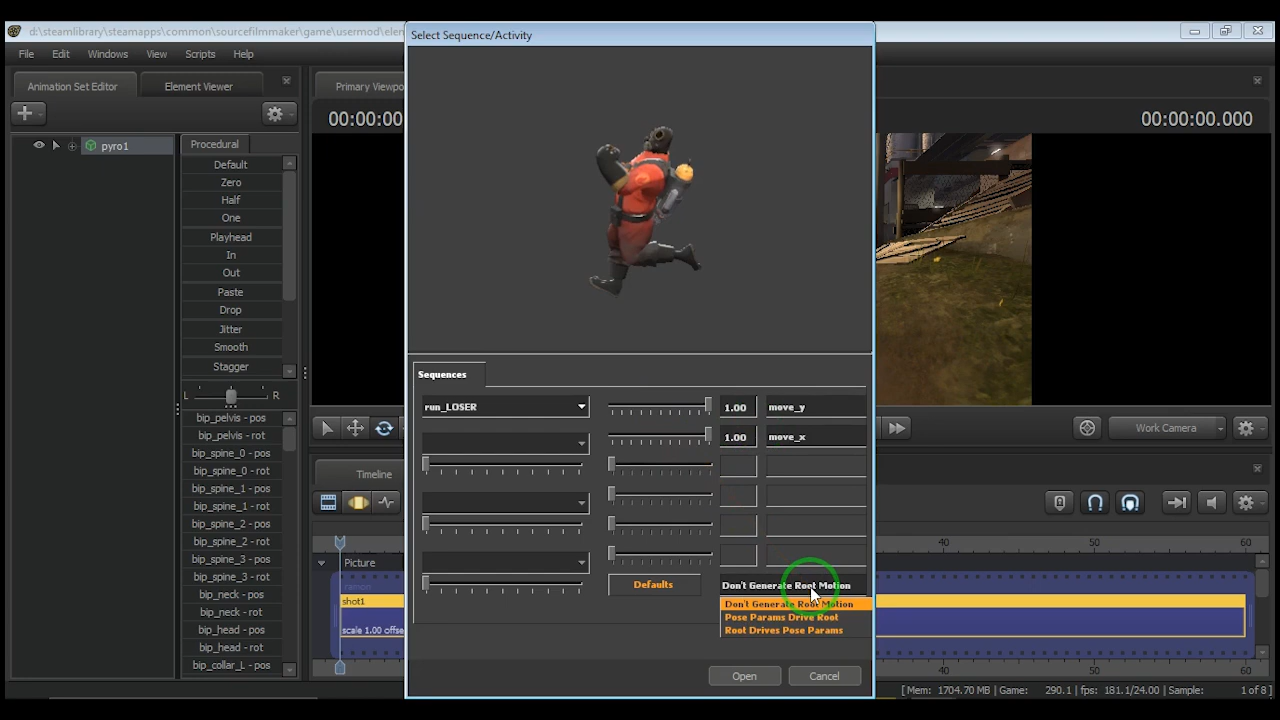 d:\steamlibrary\steamapps\common\sourcefilmmaker\game\usermod\elen
Select Sequence/Activity
File Edit Windows View Scripts Help
Animation Set Editor Element Viewer
Primary Viewpo
00:00:00
00:00:00.000
pyro1
Procedural
Default
Zero
Half
One
Playhead
In
Out
Paste
Drop
Jitter
Smooth
Stagger
L R
bip_pelvis - pos
bip_pelvis - rot
bip_spine_0 - pos
bip_spine_0 - rot
bip_spine_1 - pos
bip_spine_1 - rot
bip_spine_2 - pos
bip_spine_2 - rot
bip_spine_3 - pos
bip_spine_3 - rot
bip_neck - pos
bip_neck - rot
bip_head - pos
bip_head - rot
bip_collar_L - pos
Sequences
run_LOSER 1.00 move_y
1.00 move_x
Defaults
Don't Generate Root Motion
Don't Generate Root Motion
Pose Params Drive Root
Root Drives Pose Params
Open Cancel
Work Camera
Timeline
40 50 60
Picture
shot1
scale 1.00 offse
40 50 60
[Mem: 1704.70 MB | Game: 290.1 | fps: 181.1/24.00 | Sample: 1 of 8 ]